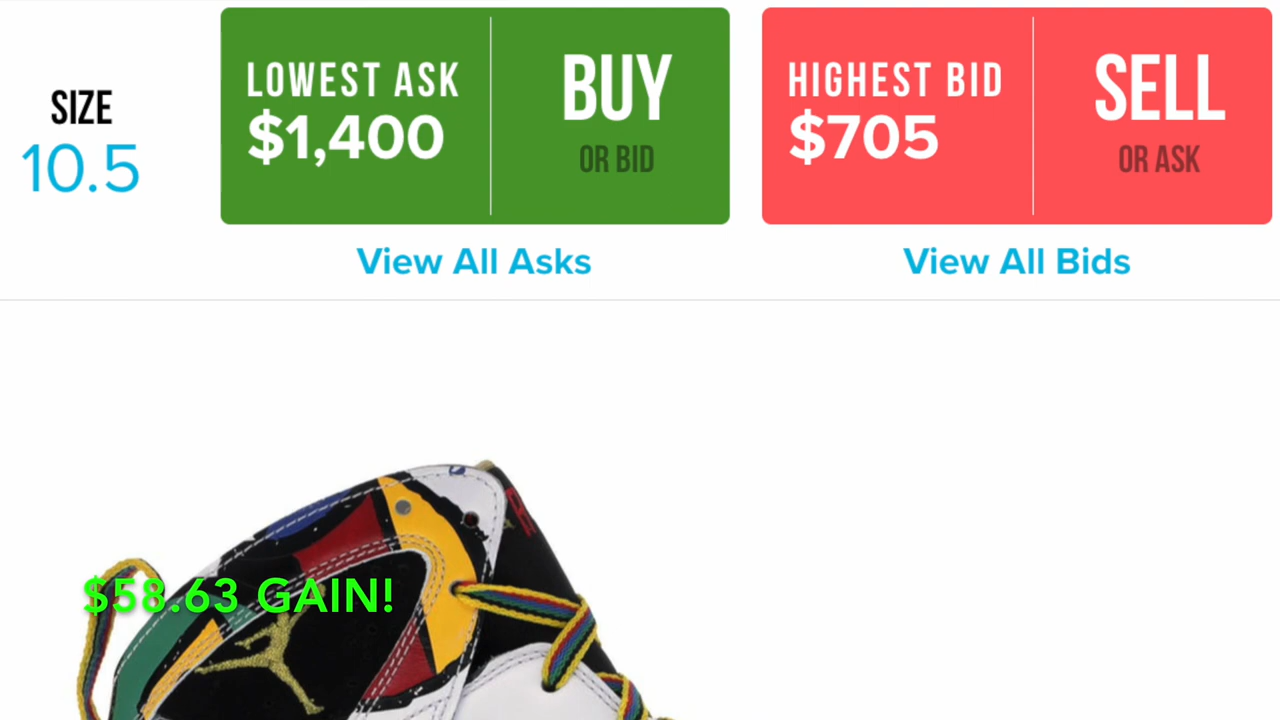 SIZE
10.5
LOWEST ASK
$1,400
BUY
OR BID
HIGHEST BID
$705
SELL
OR ASK
View All Asks
View All Bids
$58.63 GAIN!